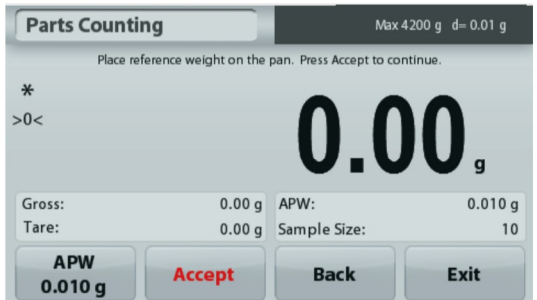 Parts Counting
Max 4200 g d= 0.01 g
Place reference weight on the pan. Press Accept to continue.
*
>0<
0.00 g
Gross: 0.00 g
Tare: 0.00 g
APW: 0.010 g
Sample Size: 10
APW
0.010 g
Accept
Back
Exit